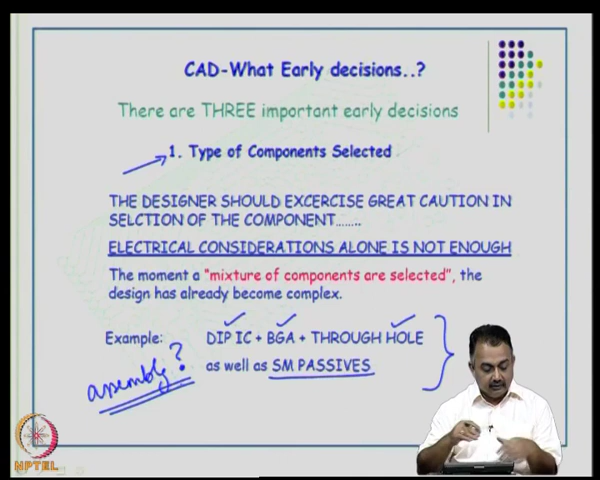 CAD-What Early decisions..?
There are THREE important early decisions
1. Type of Components Selected
THE DESIGNER SHOULD EXCERCISE GREAT CAUTION IN
SELCTION OF THE COMPONENT........
ELECTRICAL CONSIDERATIONS ALONE IS NOT ENOUGH
The moment a "mixture of components are selected", the
design has already become complex.
Example: DIP IC + BGA + THROUGH HOLE
as well as SM PASSIVES
assembly?
NPTEL